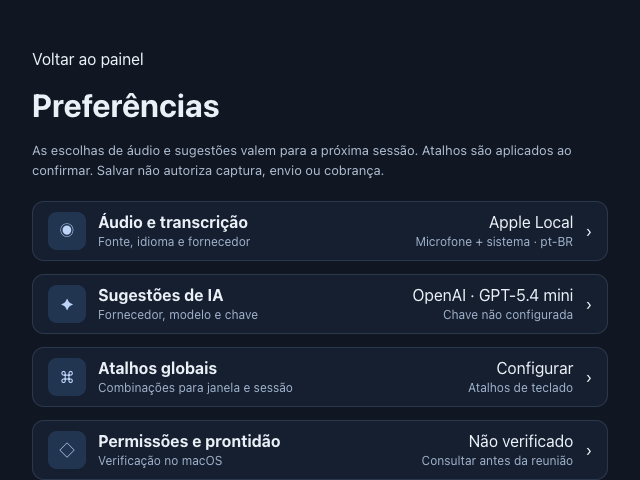 Voltar ao painel
Preferências
As escolhas de áudio e sugestões valem para a próxima sessão. Atalhos são aplicados ao
confirmar. Salvar não autoriza captura, envio ou cobrança.
Áudio e transcrição
Apple Local
Fonte, idioma e fornecedor
Microfone + sistema · pt-BR
Sugestões de IA
OpenAI · GPT-5.4 mini
Fornecedor, modelo e chave
Chave não configurada
Atalhos globais
Configurar
Combinações para janela e sessão
Atalhos de teclado
Permissões e prontidão
Não verificado
Verificação no macOS
Consultar antes da reunião